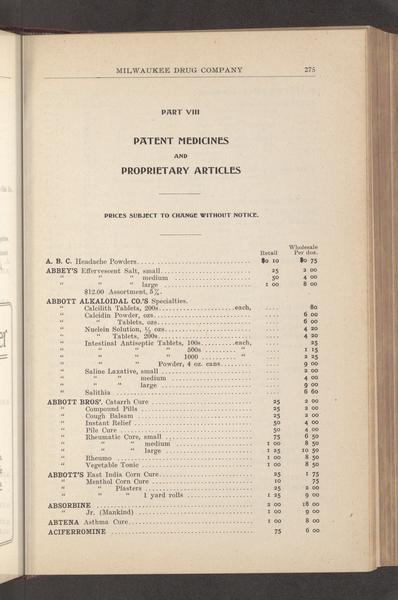 MILWAUKEE DRUG COMPANY 275
PART VIII
PATENT MEDICINES
AND
PROPRIETARY ARTICLES
PRICES SUBJECT TO CHANGE WITHOUT NOTICE.
Retail Wholesale Per doz.
A. B. C. Headache Powders $0 10 $0 75
ABBEY'S Effervescent Salt, small 25 2 00
" " " medium 50 4 00
" " " large 1 00 8 00
$12.00 Assortment, 5%.
ABBOTT ALKALOIDAL CO.'S Specialties.
" Calcilith Tablets, 200s each, .... 80
" Calcidin Powder, ozs .... 6 00
" " Tablets, ozs .... 6 00
" Nuclein Solution, ½ ozs .... 4 20
" " Tablets, 200s .... 4 20
" Intestinal Antiseptic Tablets, 100s each, .... 25
" " " " 500s " .... 1 15
" " " " 1000 " .... 2 25
" " " Powder, 4 oz. cans .... 9 00
" Saline Laxative, small .... 2 00
" " " medium .... 4 00
" " " large .... 9 00
" Salithia .... 6 60
ABBOTT BROS'. Catarrh Cure 25 2 00
" Compound Pills 25 2 00
" Cough Balsam 25 2 00
" Instant Relief 50 4 00
" Pile Cure 50 4 00
" Rheumatic Cure, small 75 6 50
" " " medium 1 00 8 50
" " " large 1 25 10 50
" Rheumo 1 00 8 50
" Vegetable Tonic 1 00 8 50
ABBOTT'S East India Corn Cure 25 1 75
" Menthol Corn Cure 10 75
" " Plasters 25 2 00
" " " 1 yard rolls 1 25 9 00
ABSORBINE 2 00 18 00
" Jr. (Mankind) 1 00 9 00
ABTENA Asthma Cure 1 00 8 00
ACIFERROMINE 75 6 00